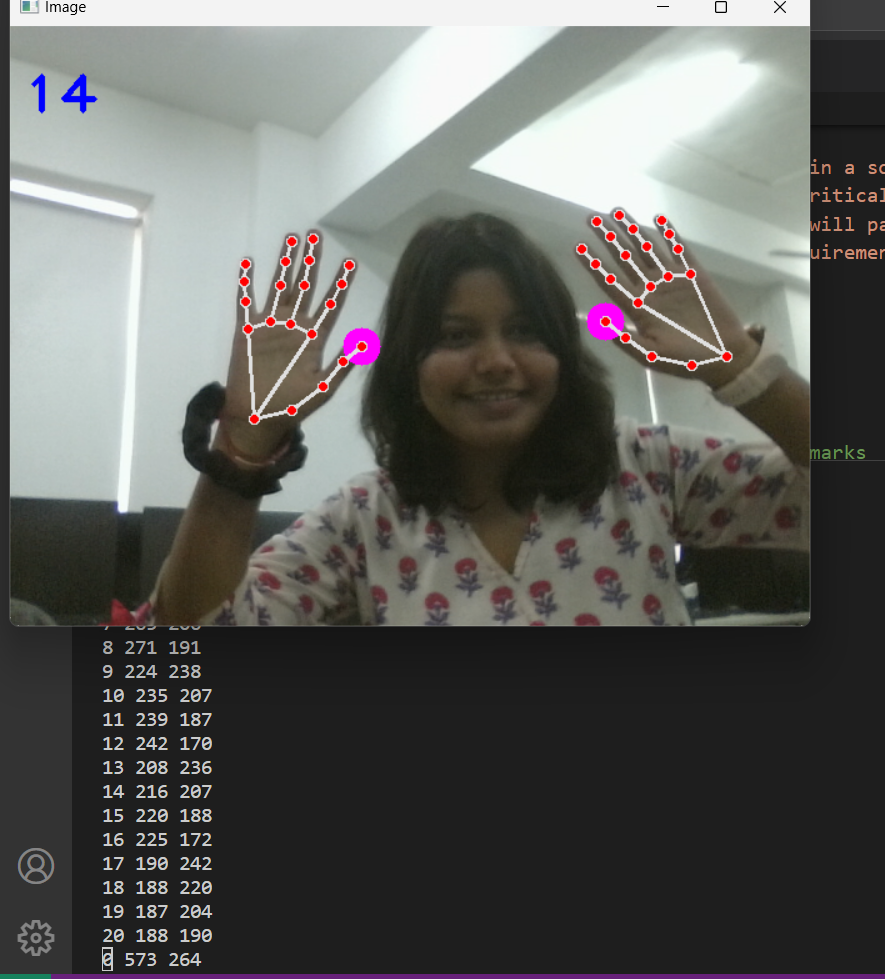 Image
14
in a sc
ritical
will pa
uiremen
marks
8 271 191
9 224 238
10 235 207
11 239 187
12 242 170
13 208 236
14 216 207
15 220 188
16 225 172
17 190 242
18 188 220
19 187 204
20 188 190
0 573 264